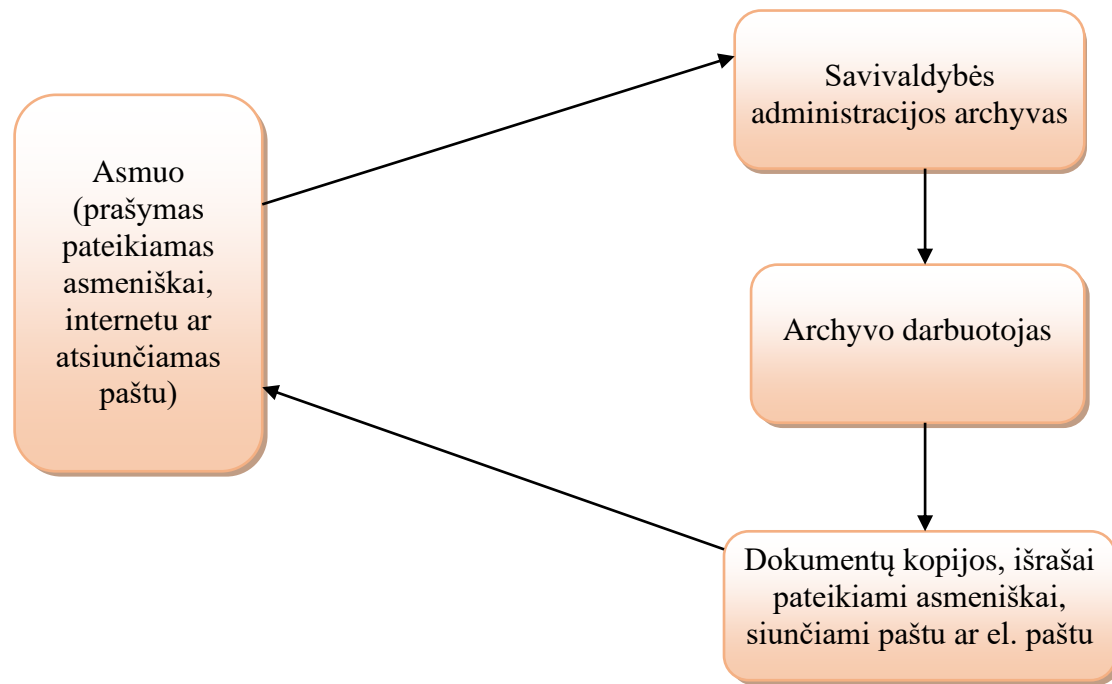 Asmuo
(prašymas
pateikiamas
asmeniškai,
internetu ar
atsiunčiamas
paštu)
Savivaldybės
administracijos archyvas
Archyvo darbuotojas
Dokumentų kopijos, išrašai
pateikiami asmeniškai,
siunčiami paštu ar el. paštu